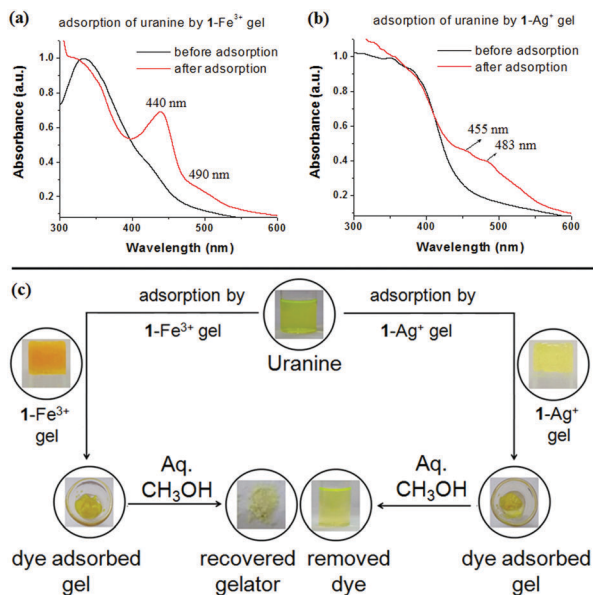 (a) adsorption of uranine by 1-Fe³⁺ gel
before adsorption
after adsorption
440 nm
490 nm
Absorbance (a.u.)
1.0
0.8
0.6
0.4
0.2
300 400 500 600
Wavelength (nm)
(b) adsorption of uranine by 1-Ag⁺ gel
before adsorption
after adsorption
455 nm
483 nm
Absorbance (a.u.)
1.0
0.8
0.6
0.4
0.2
300 400 500 600
Wavelength (nm)
(c)
adsorption by
1-Fe³⁺ gel
Uranine
adsorption by
1-Ag⁺ gel
1-Fe³⁺
gel
1-Ag⁺
gel
Aq.
CH₃OH
Aq.
CH₃OH
dye adsorbed
gel
recovered
gelator
removed
dye
dye adsorbed
gel